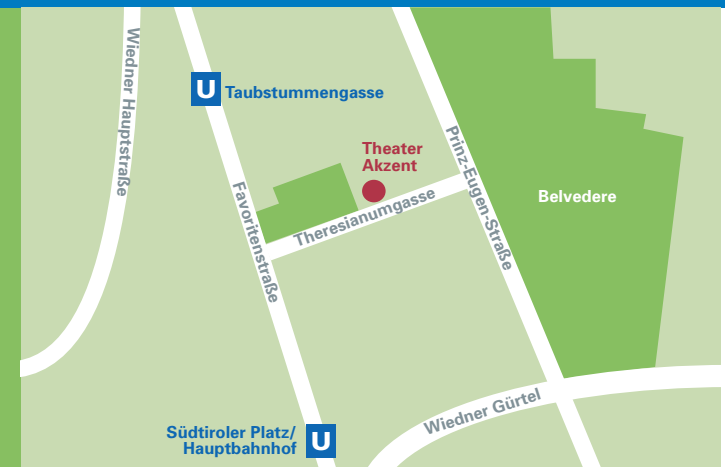 Wiedner Hauptstraße
U Taubstummengasse
Theater
Akzent
Prinz-Eugen-Straße
Belvedere
Favoritenstraße
Theresianumgasse
Wiedner Gürtel
Südtiroler Platz/
Hauptbahnhof U